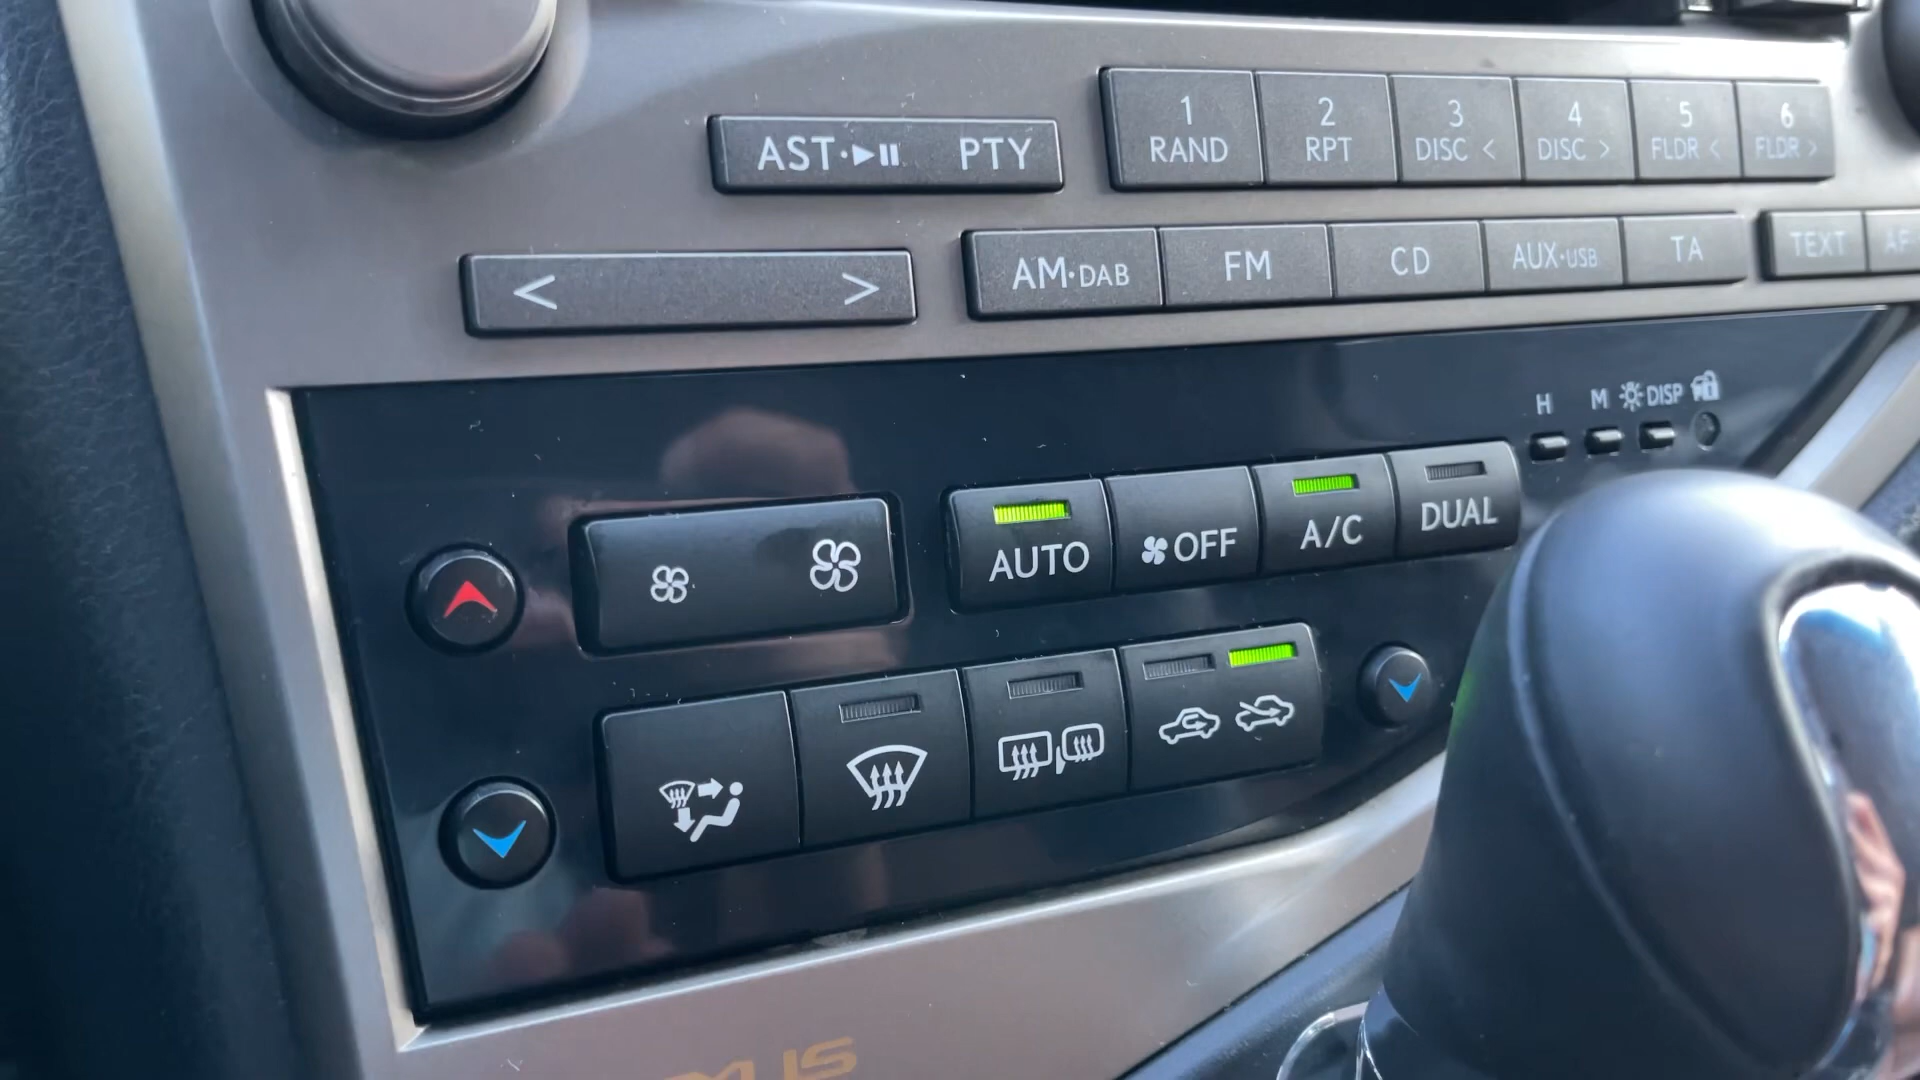 AST·▶II PTY
1 RAND
2 RPT
3 DISC <
4 DISC >
5 FLDR <
6 FLDR >
< >
AM·DAB
FM
CD
AUX·USB
TA
TEXT
H
M
DISP
AUTO
OFF
A/C
DUAL